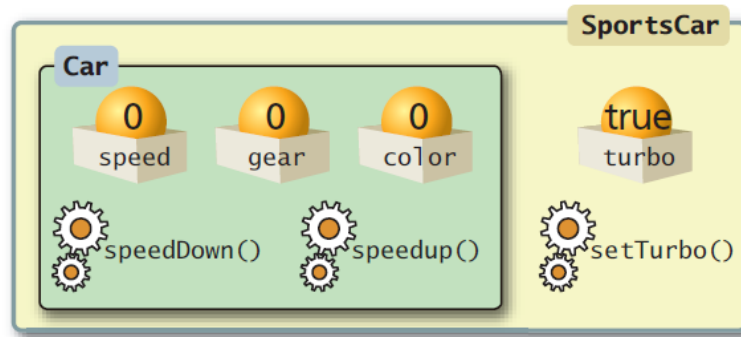 SportsCar
Car
0 0 0 true
speed gear color turbo
speedDown() speedup() setTurbo()